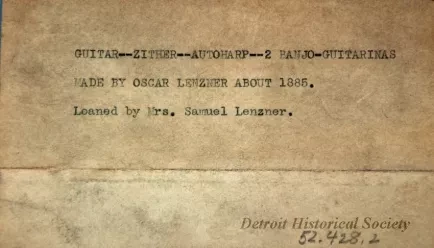 GUITAR--ZITHER--AUTOHARP--2 BANJO-GUITARINAS
MADE BY OSCAR LENZNER ABOUT 1885.
Loaned by Mrs. Samuel Lenzner.
Detroit Historical Society
52.428.2